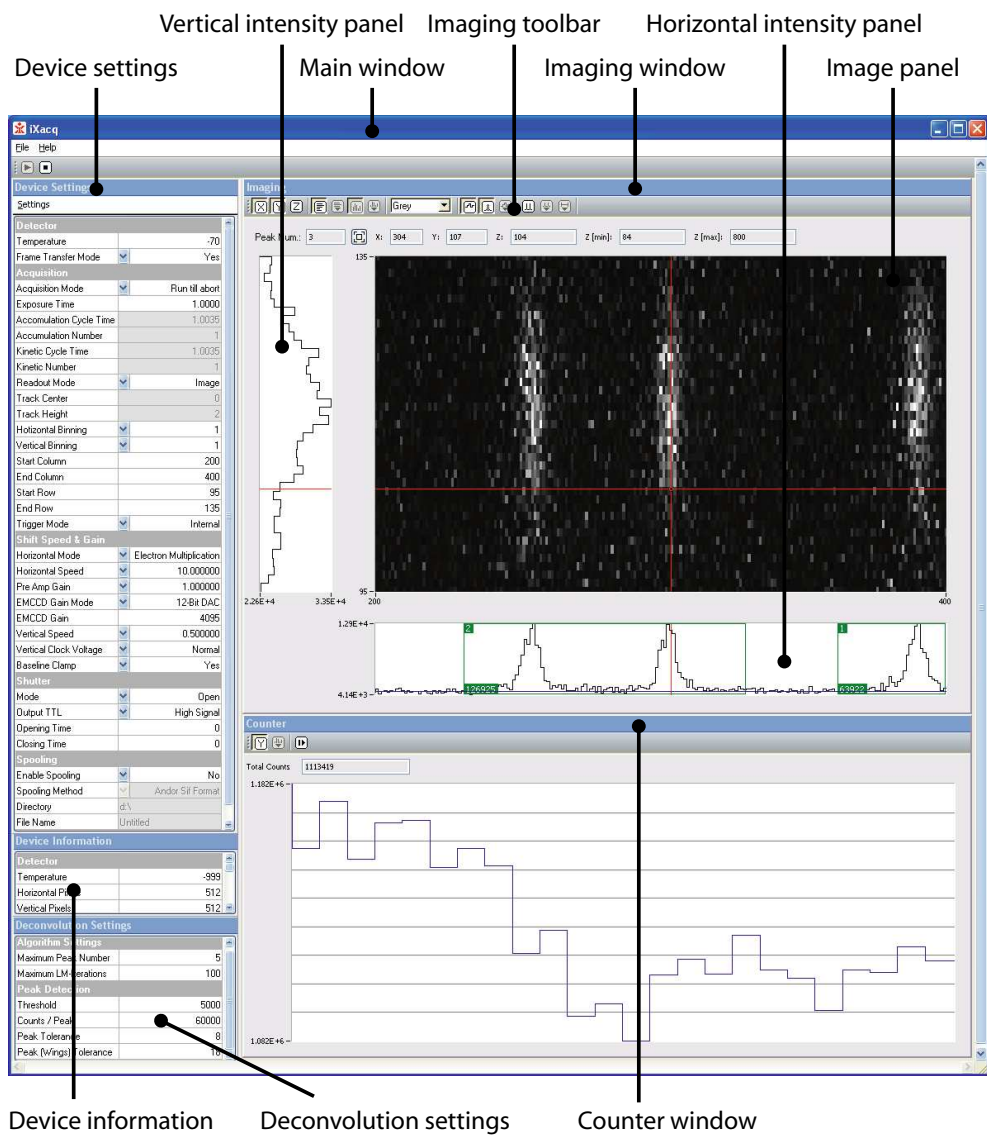 Vertical intensity panel Imaging toolbar Horizontal intensity panel
Device settings Main window Imaging window Image panel
iXacq
File Help
Device Settings
Settings
Detector
Temperature -70
Frame Transfer Mode Yes
Acquisition
Acquisition Mode Run till abort
Exposure Time 1.0000
Accomulation Cycle Time 1.0035
Accumulation Number 1
Kinetic Cycle Time 1.0035
Kinetic Number 1
Readout Mode Image
Track Center 0
Track Height 2
Hotizontal Binning 1
Vertical Binning 1
Start Column 200
End Column 400
Start Row 95
End Row 135
Trigger Mode Internal
Shift Speed & Gain
Horizontal Mode Electron Multiplication
Horizontal Speed 10.000000
Pre Amp Gain 1.000000
EMCCD Gain Mode 12-Bit DAC
EMCCD Gain 4095
Vertical Speed 0.500000
Vertical Clock Voltage Normal
Baseline Clamp Yes
Shutter
Mode Open
Output TTL High Signal
Opening Time 0
Closing Time 0
Spooling
Enable Spooling No
Spooling Method Andor Sif Format
Directory d:\
File Name Untitled
Device Information
Detector
Temperature -999
Horizontal Pixels 512
Vertical Pixels 512
Deconvolution Settings
Algorithm Settings
Maximum Peak Number 5
Maximum LM-Iterations 100
Peak Detection
Threshold 5000
Counts / Peak 60000
Peak Tolerance 8
Peak (Wings) Tolerance 16
Imaging
X Y Z Grey
Peak Num.: 3 X: 304 Y: 107 Z: 104 Z [min]: 84 Z [max]: 800
135
95
2.26E+4 3.35E+4 200 400
1.29E+4
2 1
126925 63922
4.14E+3
Counter
Y
Total Counts 1113419
1.182E+6
1.082E+6
Device information Deconvolution settings Counter window